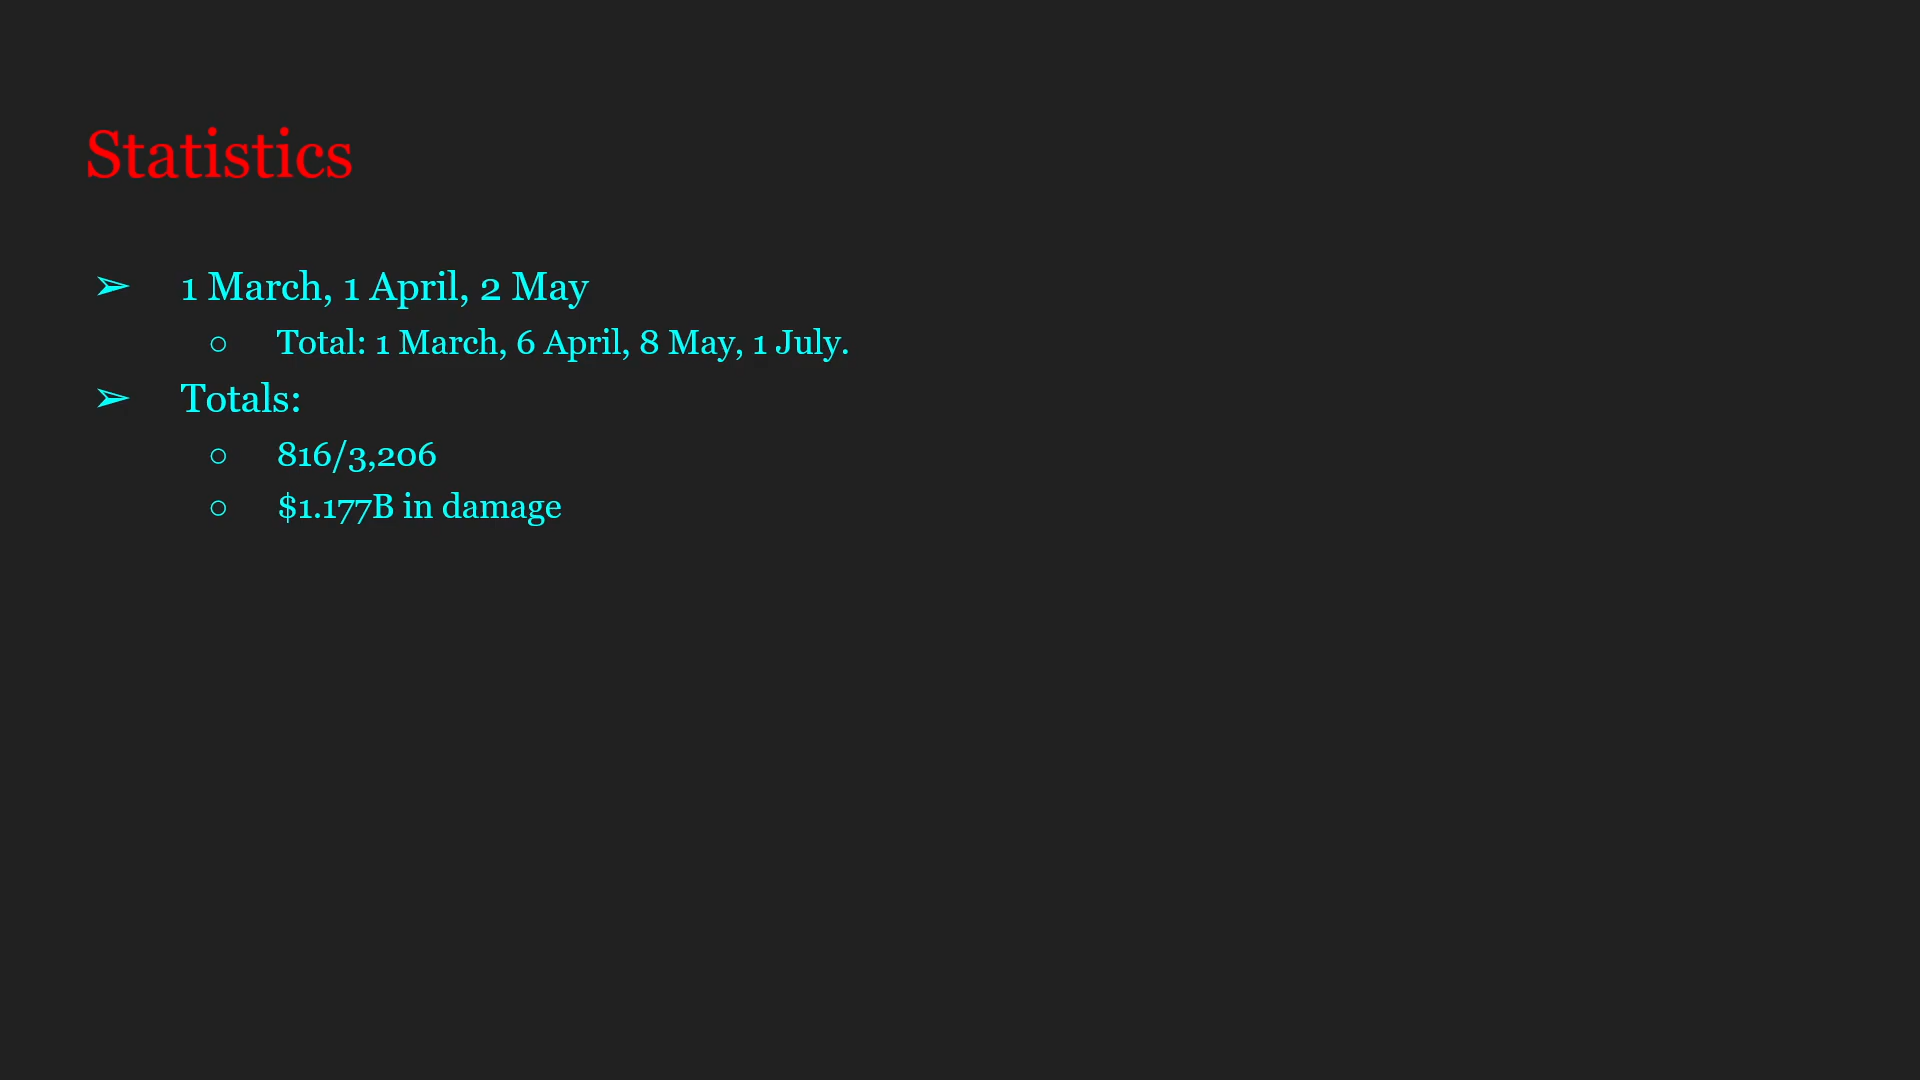 Statistics
➢ 1 March, 1 April, 2 May
○ Total: 1 March, 6 April, 8 May, 1 July.
➢ Totals:
○ 816/3,206
○ $1.177B in damage